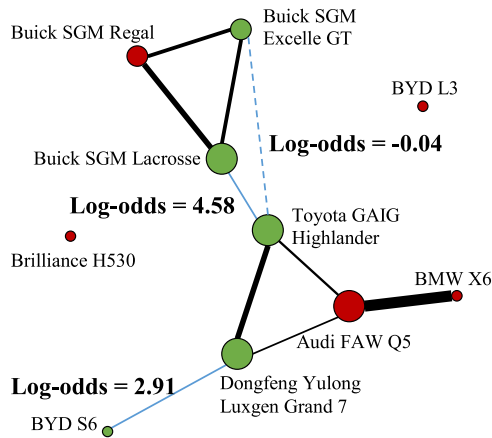 Buick SGM
Excelle GT
Buick SGM Regal
BYD L3
Log-odds = -0.04
Buick SGM Lacrosse
Log-odds = 4.58
Toyota GAIG
Highlander
Brilliance H530
BMW X6
Audi FAW Q5
Log-odds = 2.91
Dongfeng Yulong
Luxgen Grand 7
BYD S6